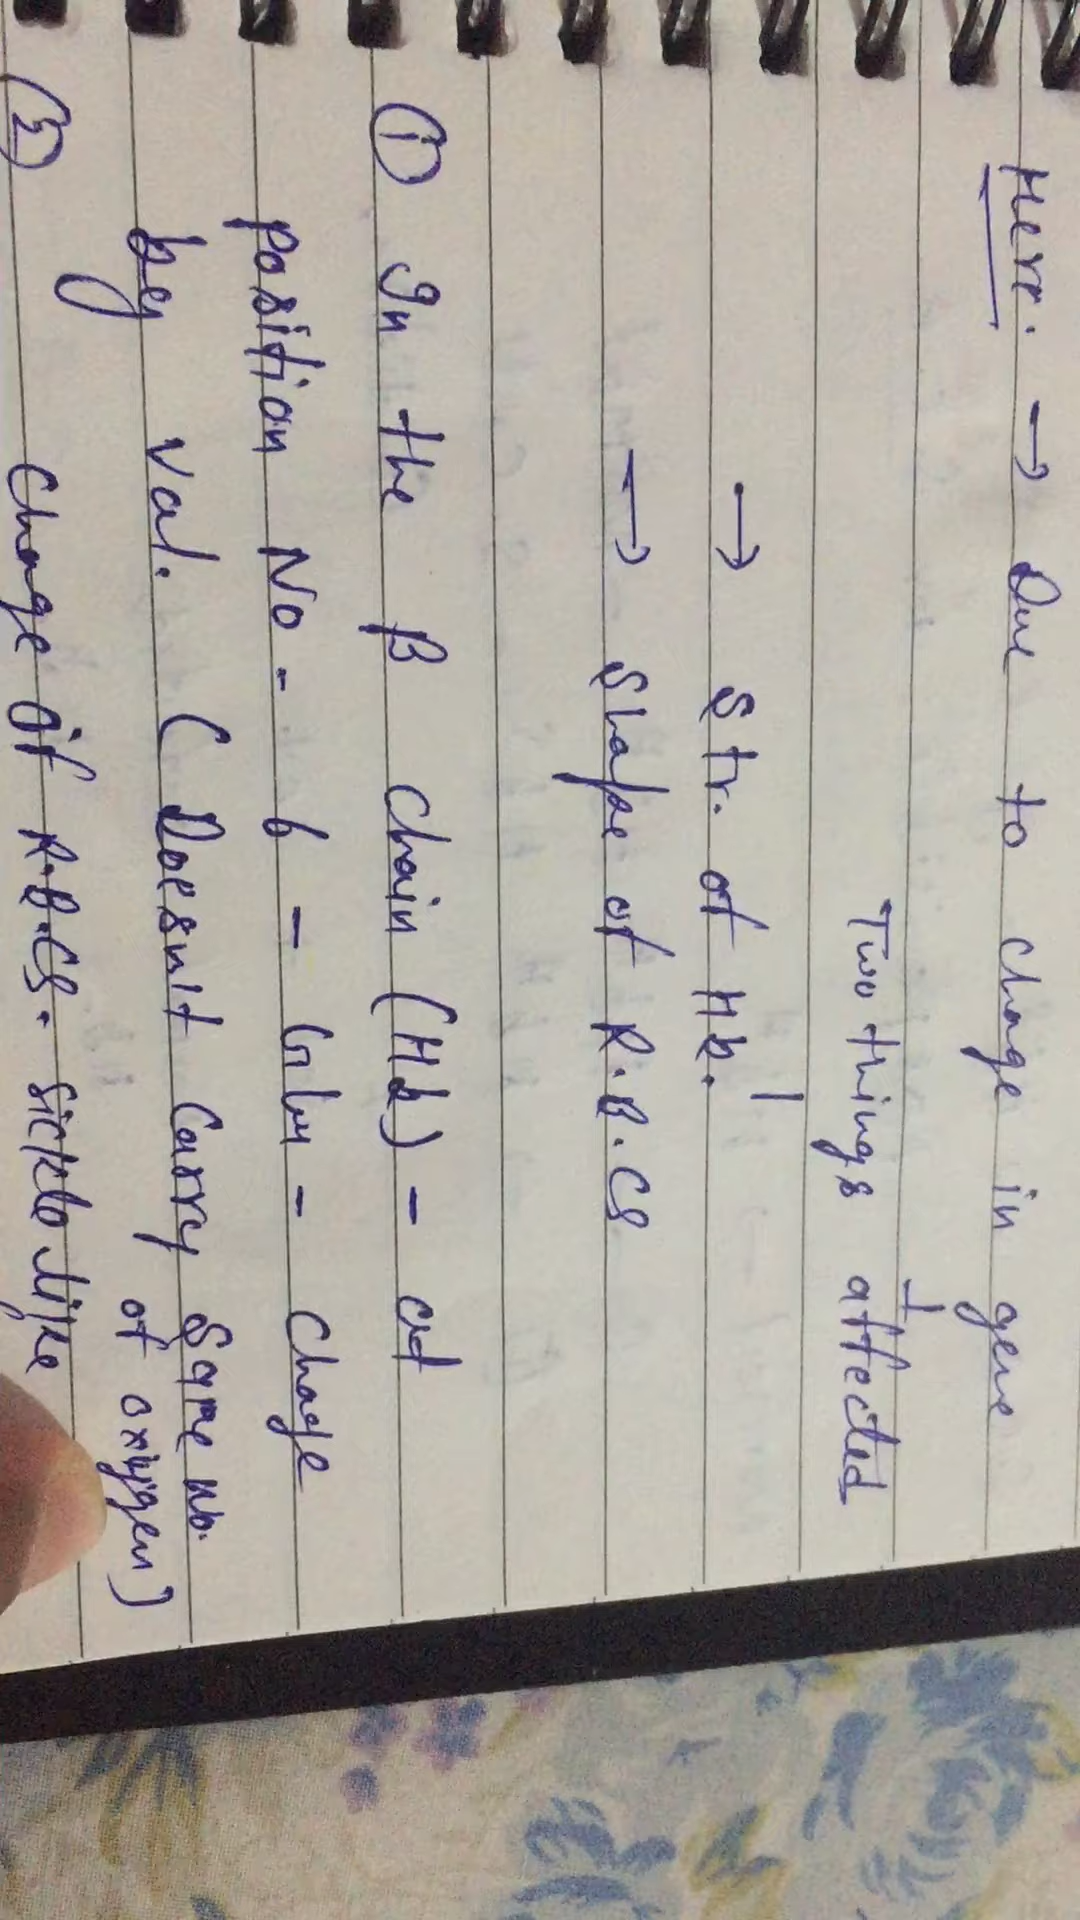 Here. → Due to change in gene
Two things affected
→ Str. of Hb.
→ Shape of R.B.Cs
① In the β Chain (Hb) - at
position No - 6 - Glu - Chage
by val. ( Doesn't Carry Same no.
of oxygen)
② Change of R.B.Cs. sickle like